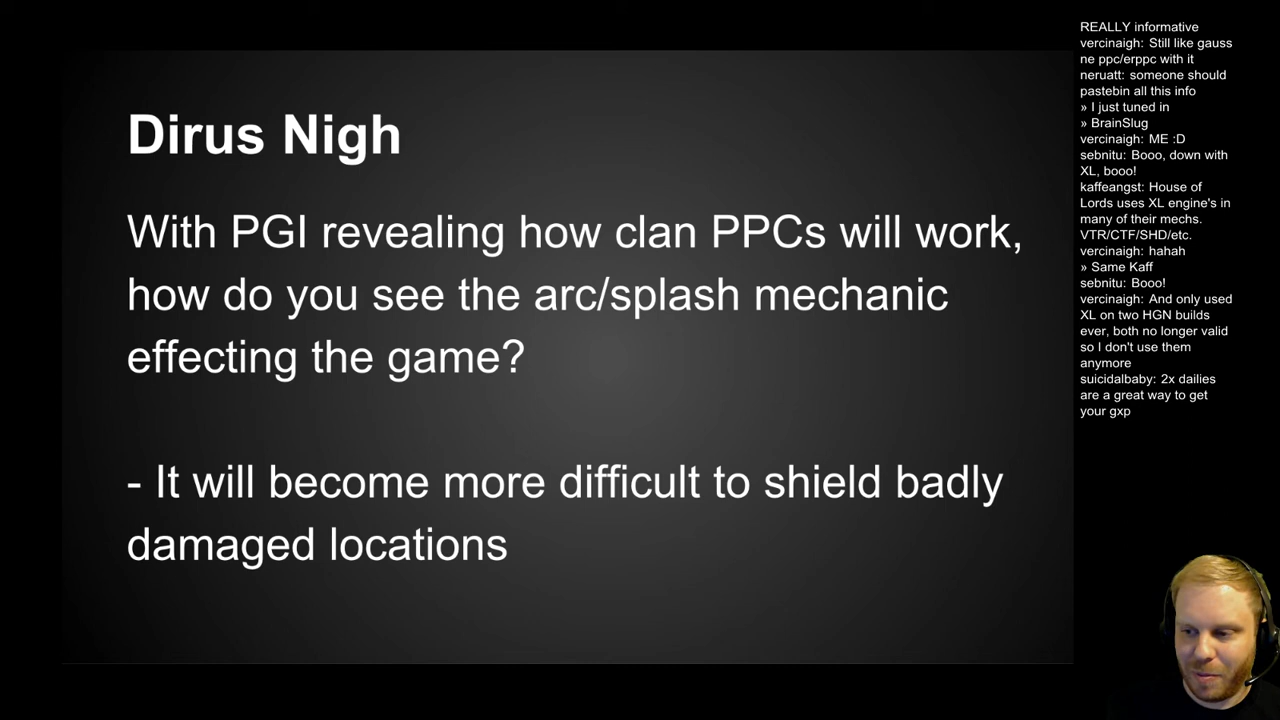 Dirus Nigh
With PGI revealing how clan PPCs will work,
how do you see the arc/splash mechanic
effecting the game?
- It will become more difficult to shield badly
damaged locations
REALLY informative
vercinaigh: Still like gauss
ne ppc/erppc with it
neruatt: someone should
pastebin all this info
» I just tuned in
» BrainSlug
vercinaigh: ME :D
sebnitu: Booo, down with
XL, booo!
kaffeangst: House of
Lords uses XL engine's in
many of their mechs.
VTR/CTF/SHD/etc.
vercinaigh: hahah
» Same Kaff
sebnitu: Booo!
vercinaigh: And only used
XL on two HGN builds
ever, both no longer valid
so I don't use them
anymore
suicidalbaby: 2x dailies
are a great way to get
your gxp